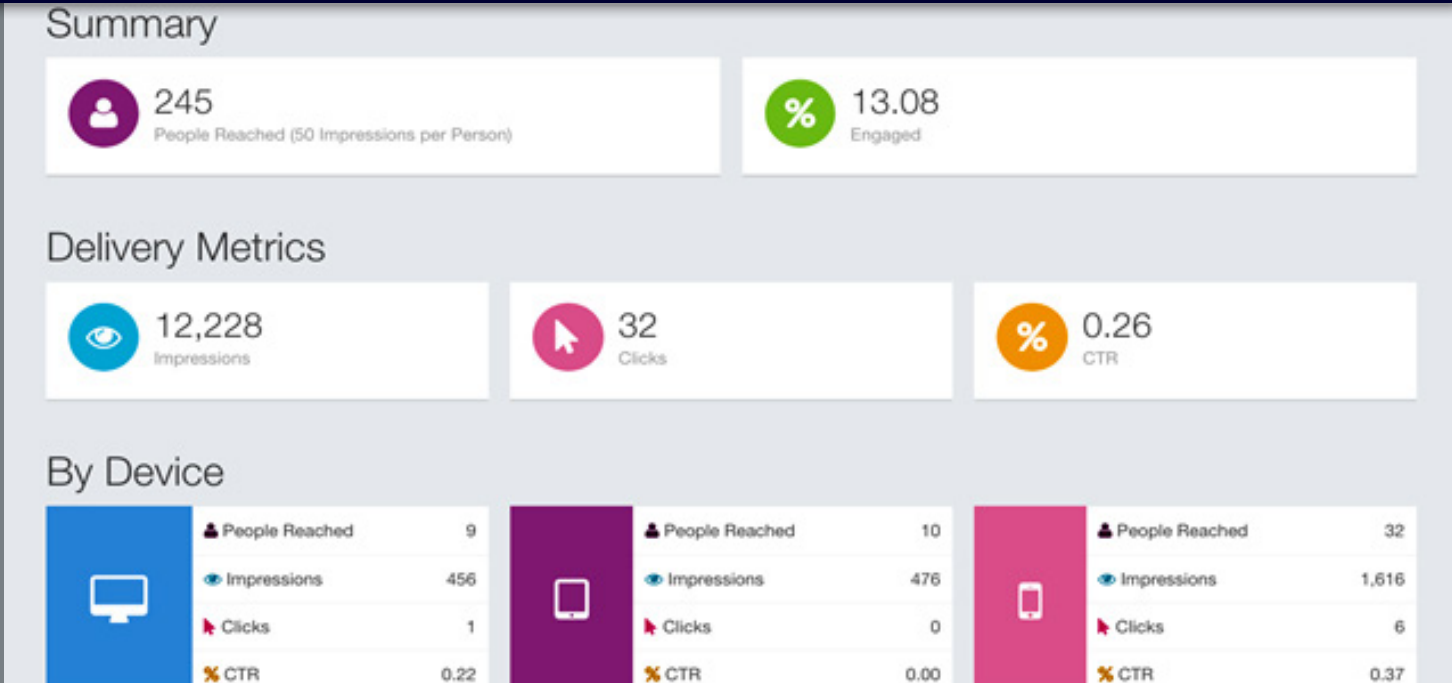 Summary
245
People Reached (50 Impressions per Person)
13.08
Engaged
Delivery Metrics
12,228
Impressions
32
Clicks
0.26
CTR
By Device
People Reached 9
Impressions 456
Clicks 1
CTR 0.22
People Reached 10
Impressions 476
Clicks 0
CTR 0.00
People Reached 32
Impressions 1,616
Clicks 6
CTR 0.37